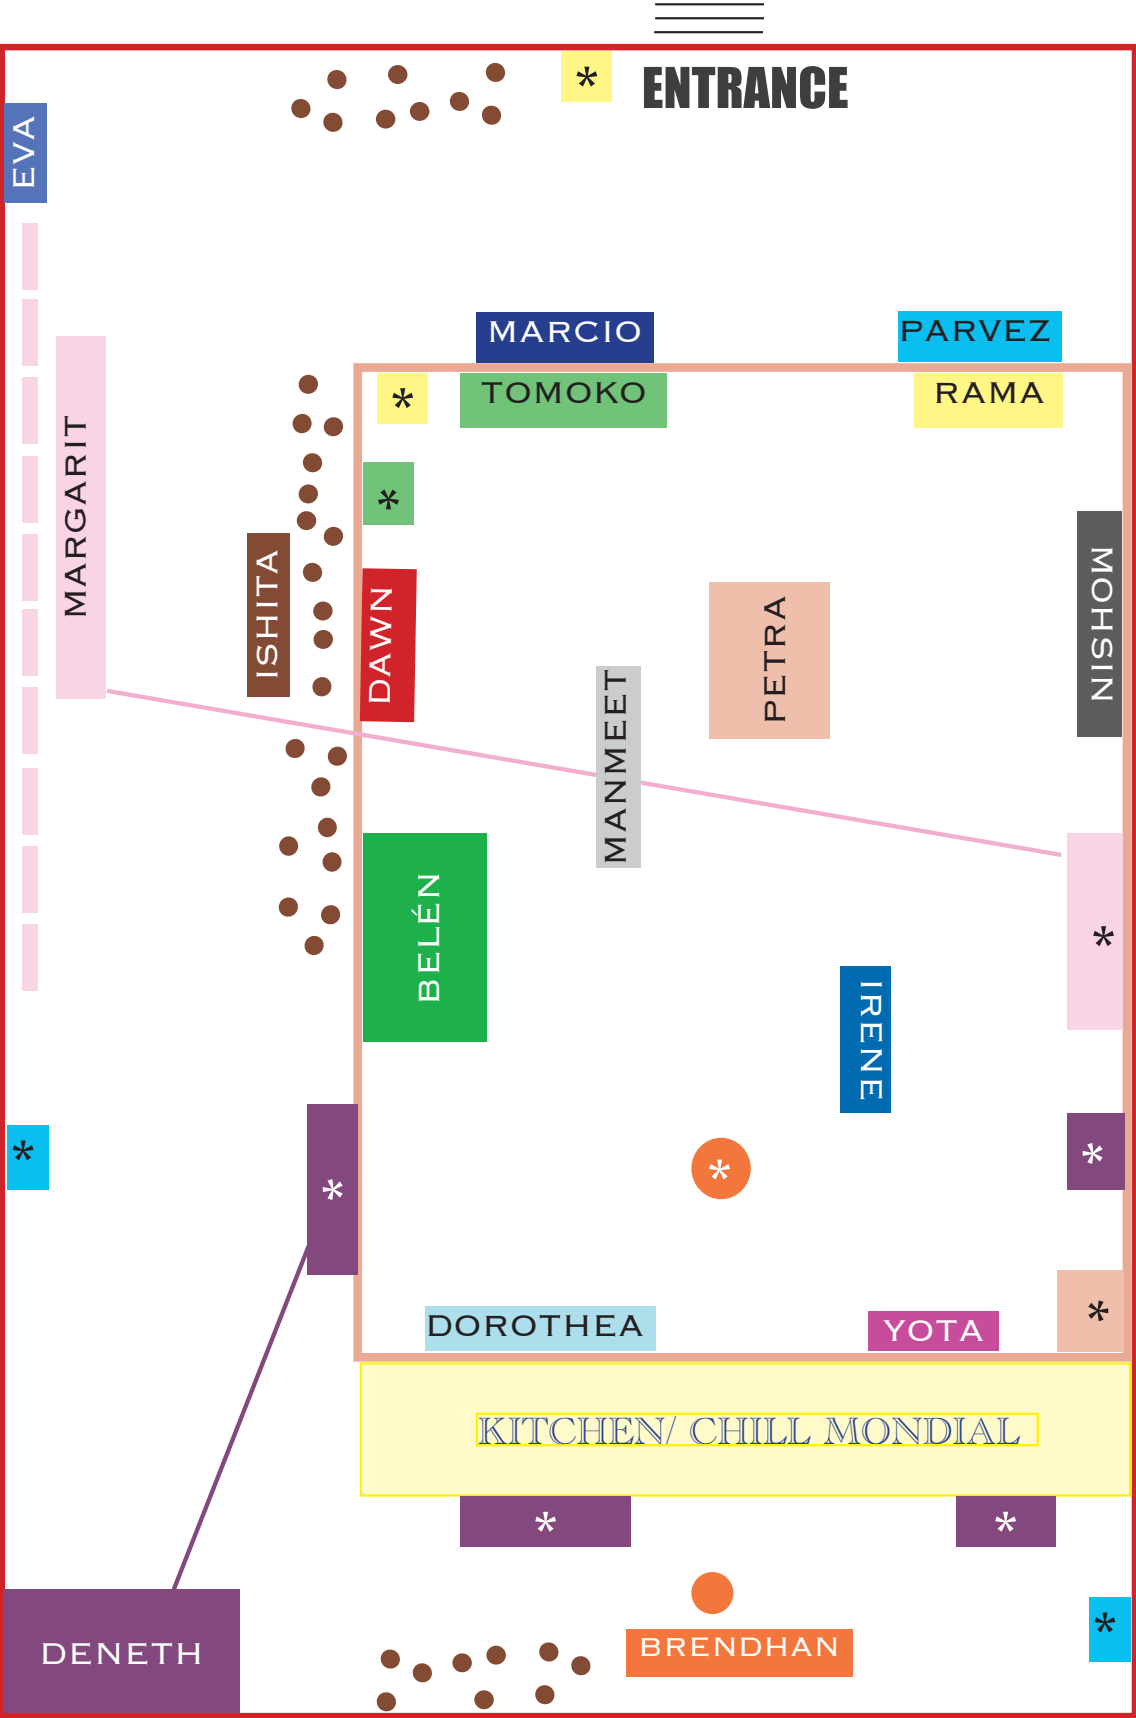 * ENTRANCE
EVA
MARCIO
PARVEZ
* TOMOKO
RAMA
MARGARIT
*
ISHITA
DAWN
PETRA
MOHSIN
MANMEET
BELÉN
*
IRENE
*
*
*
*
DOROTHEA
YOTA
*
KITCHEN/ CHILL MONDIAL
*
*
DENETH
BRENDHAN
*